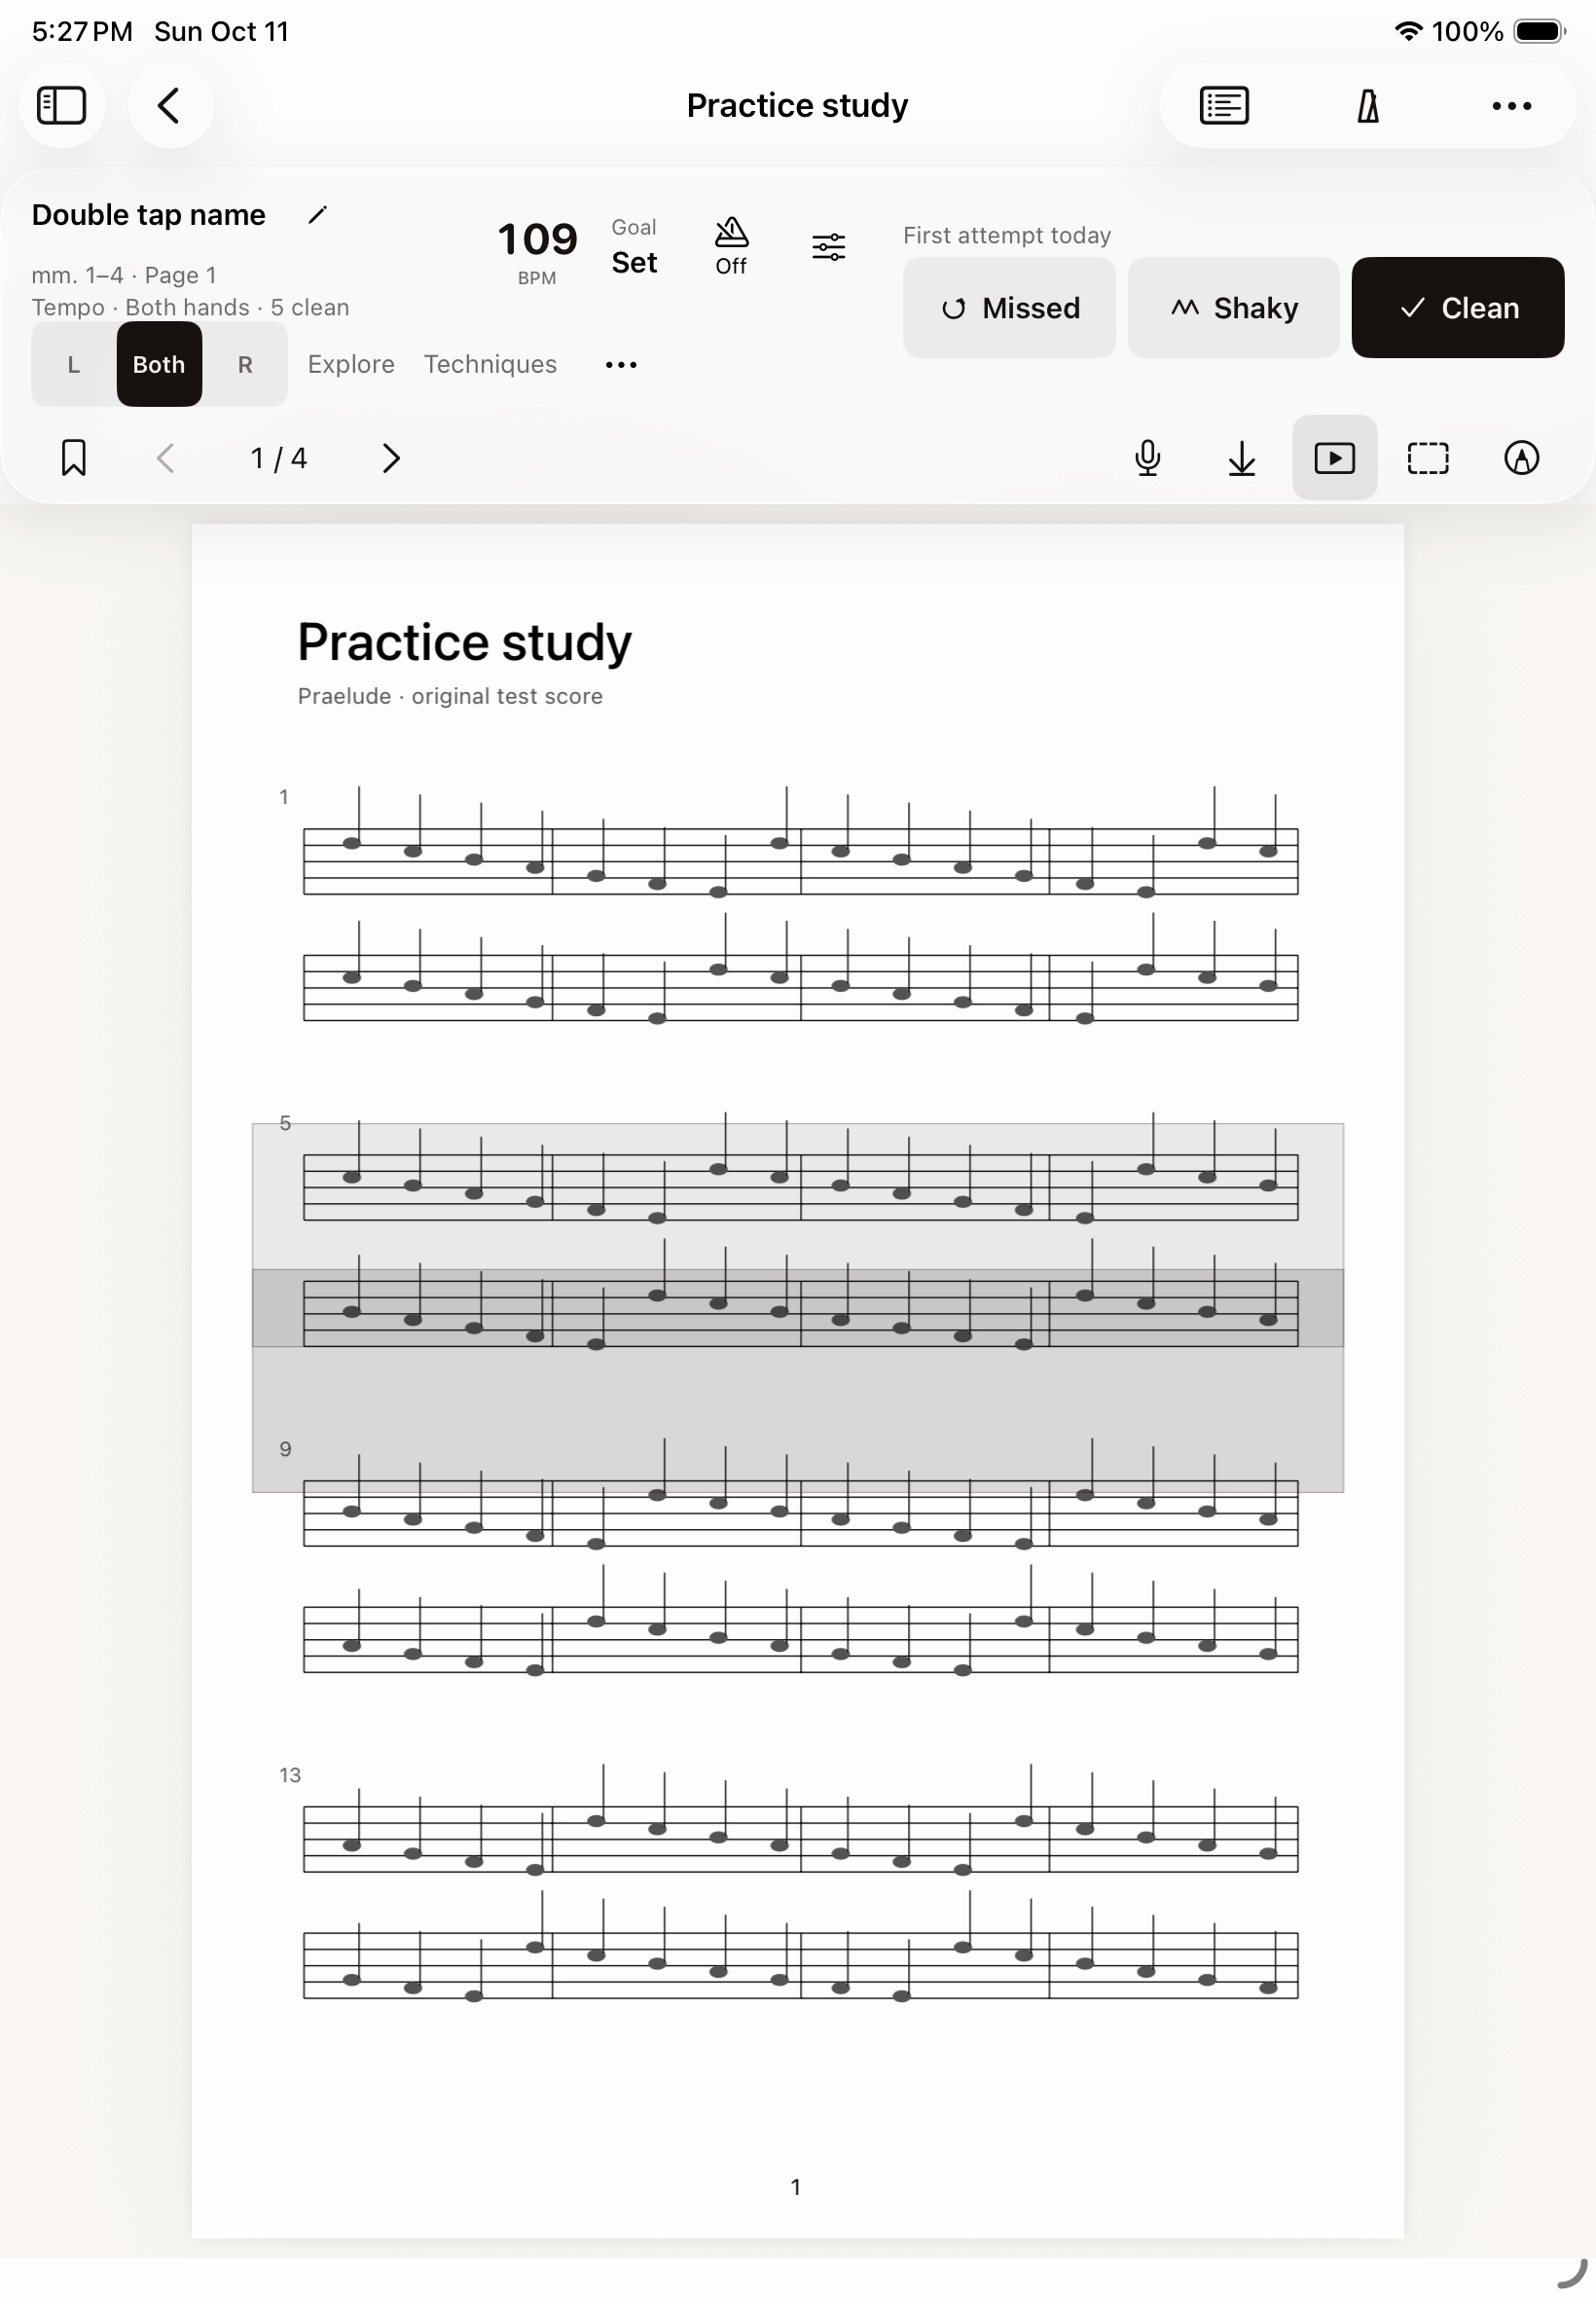 5:27 PM Sun Oct 11
100%
Practice study
Double tap name
mm. 1–4 · Page 1
Tempo · Both hands · 5 clean
109
BPM
Goal
Set
Off
First attempt today
Missed
Shaky
Clean
L
Both
R
Explore
Techniques
1 / 4
Practice study
Praelude · original test score
1
5
9
13
1